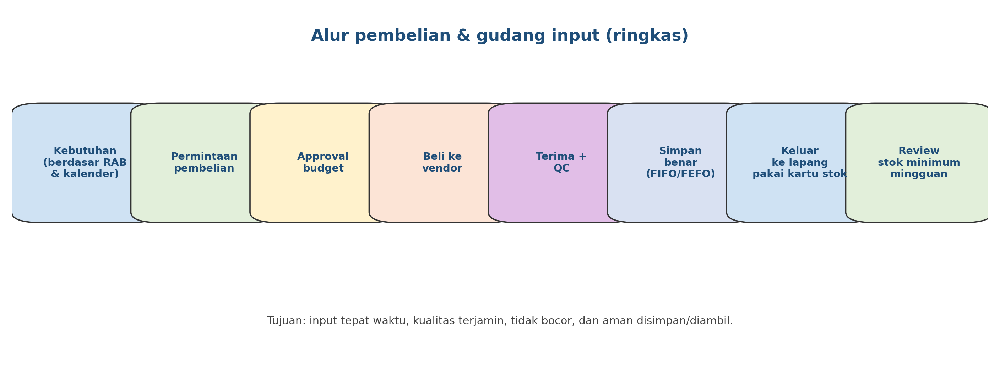 Alur pembelian & gudang input (ringkas)
Kebutuhan
(berdasar RAB
& kalender)
Permintaan
pembelian
Approval
budget
Beli ke
vendor
Terima +
QC
Simpan
benar
(FIFO/FEFO)
Keluar
ke lapang
pakai kartu stok
Review
stok minimum
mingguan
Tujuan: input tepat waktu, kualitas terjamin, tidak bocor, dan aman disimpan/diambil.